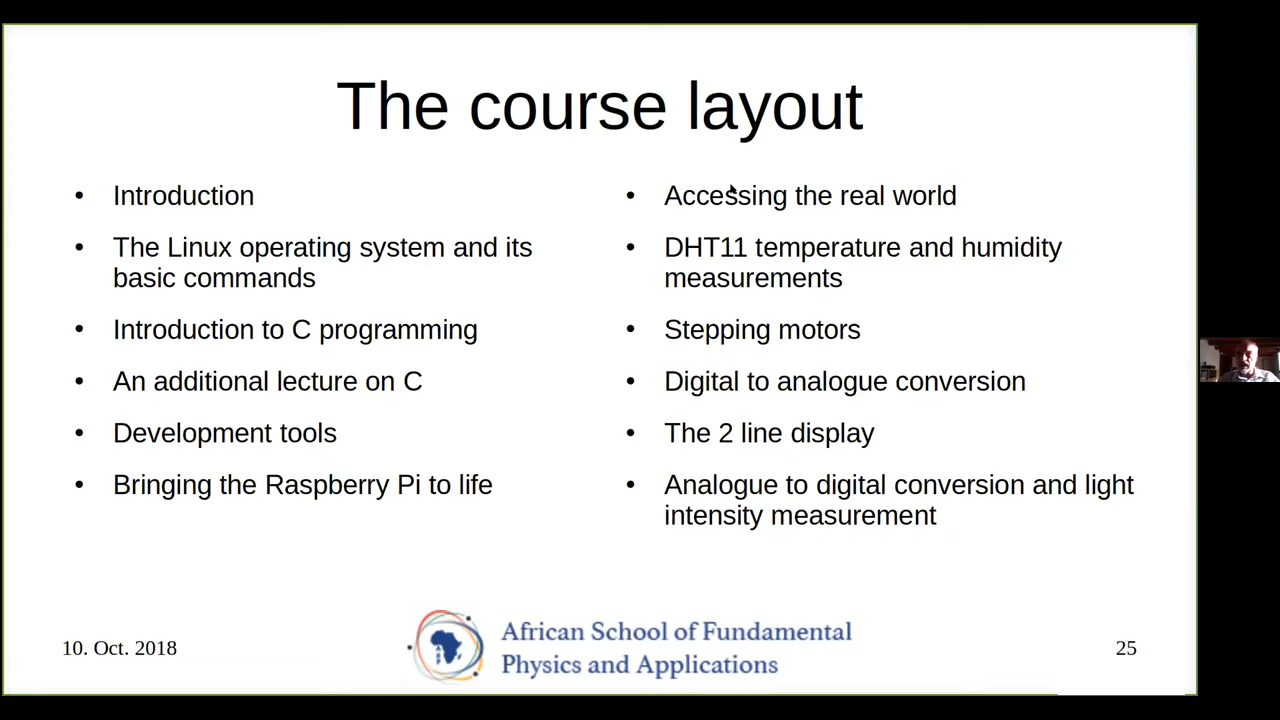 The course layout
• Introduction
• The Linux operating system and its
basic commands
• Introduction to C programming
• An additional lecture on C
• Development tools
• Bringing the Raspberry Pi to life
• Accessing the real world
• DHT11 temperature and humidity
measurements
• Stepping motors
• Digital to analogue conversion
• The 2 line display
• Analogue to digital conversion and light
intensity measurement
10. Oct. 2018
African School of Fundamental
Physics and Applications
25